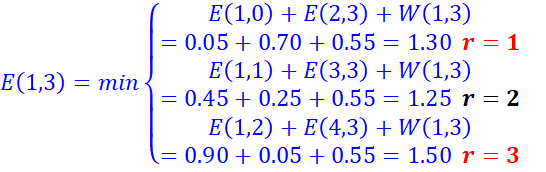 E(1,0) + E(2,3) + W(1,3)
= 0.05 + 0.70 + 0.55 = 1.30 r = 1
E(1,1) + E(3,3) + W(1,3)
E(1,3) = min
= 0.45 + 0.25 + 0.55 = 1.25 r = 2
E(1,2) + E(4,3) + W(1,3)
= 0.90 + 0.05 + 0.55 = 1.50 r = 3